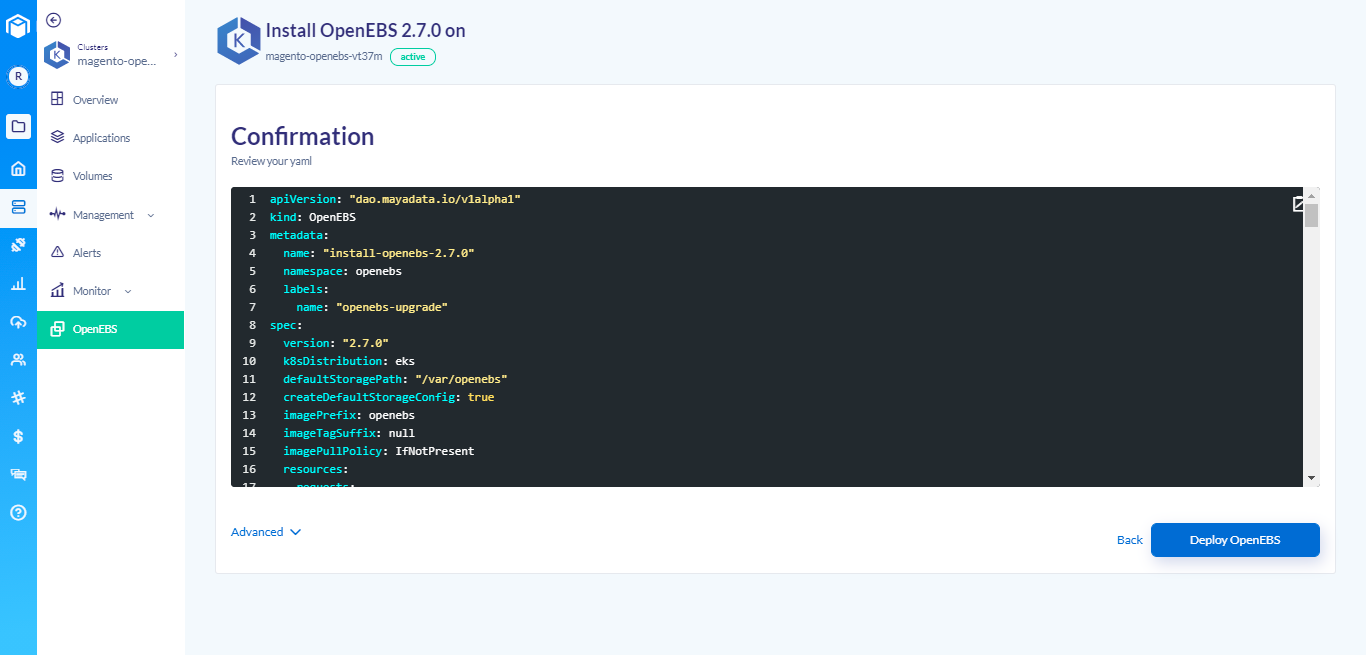 R
Clusters
magento-ope...
Overview
Applications
Volumes
Management
Alerts
Monitor
OpenEBS
K
Install OpenEBS 2.7.0 on
magento-openebs-vt37m active
Confirmation
Review your yaml
1 apiVersion: "dao.mayadata.io/v1alpha1"
2 kind: OpenEBS
3 metadata:
4 name: "install-openebs-2.7.0"
5 namespace: openebs
6 labels:
7 name: "openebs-upgrade"
8 spec:
9 version: "2.7.0"
10 k8sDistribution: eks
11 defaultStoragePath: "/var/openebs"
12 createDefaultStorageConfig: true
13 imagePrefix: openebs
14 imageTagSuffix: null
15 imagePullPolicy: IfNotPresent
16 resources:
17 requests:
Advanced
Back
Deploy OpenEBS